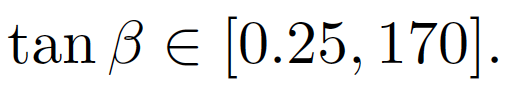 tan β ∈ [0.25, 170].